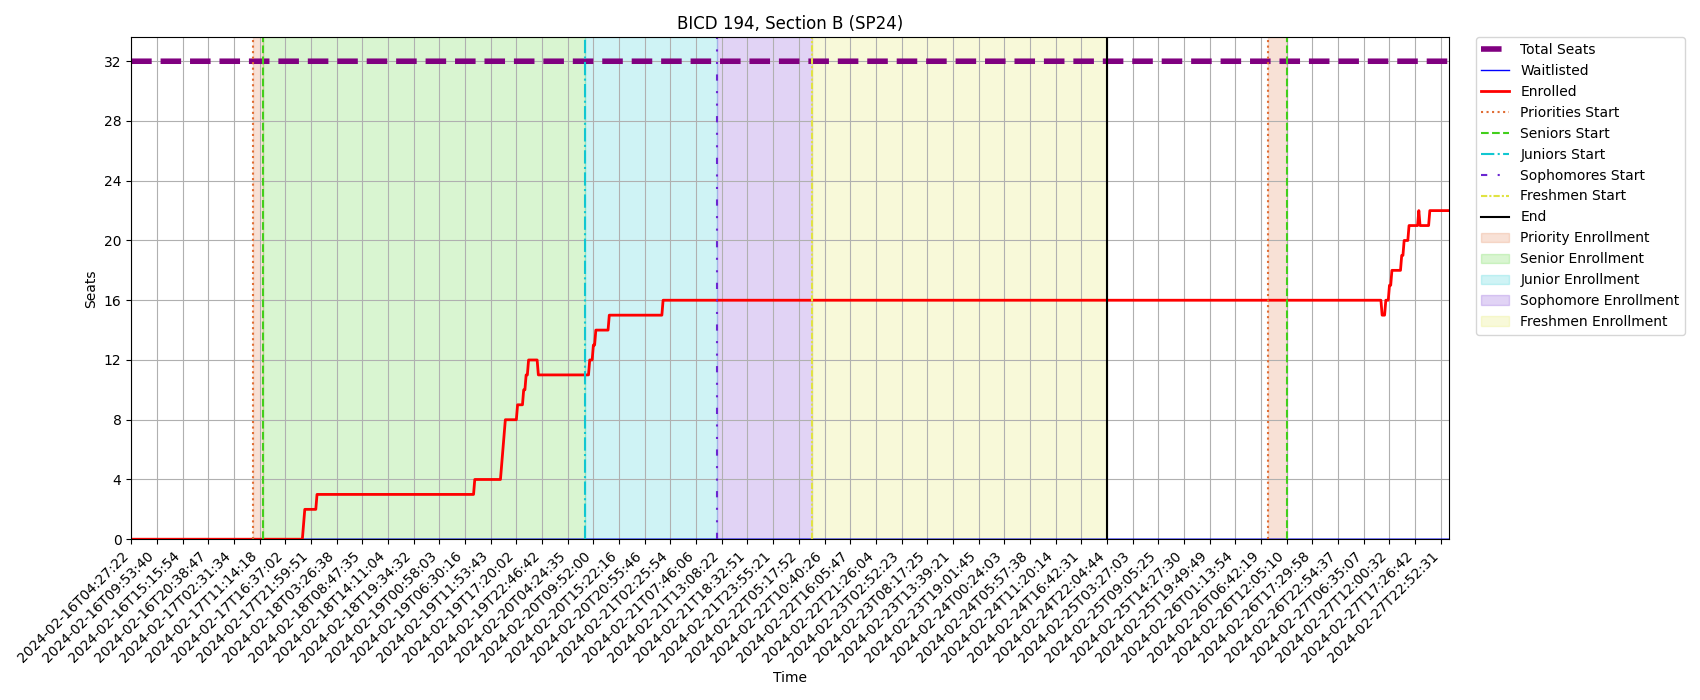 BICD 194, Section B (SP24)
Seats
32
28
24
20
16
12
8
4
0
2024-02-16T04:27:22
2024-02-16T09:53:40
2024-02-16T15:15:54
2024-02-16T20:38:47
2024-02-17T02:31:34
2024-02-17T11:14:18
2024-02-17T16:37:02
2024-02-17T21:59:51
2024-02-18T03:26:38
2024-02-18T08:47:35
2024-02-18T14:11:04
2024-02-18T19:34:32
2024-02-19T00:58:03
2024-02-19T06:30:16
2024-02-19T11:53:43
2024-02-19T17:20:02
2024-02-19T22:46:42
2024-02-20T04:24:35
2024-02-20T09:52:00
2024-02-20T15:22:16
2024-02-20T20:55:46
2024-02-21T02:25:54
2024-02-21T07:46:06
2024-02-21T13:08:22
2024-02-21T18:32:51
2024-02-21T23:55:21
2024-02-22T05:17:52
2024-02-22T10:40:26
2024-02-22T16:05:47
2024-02-22T21:26:04
2024-02-23T02:52:23
2024-02-23T08:17:25
2024-02-23T13:39:21
2024-02-23T19:01:45
2024-02-24T00:24:03
2024-02-24T05:57:38
2024-02-24T11:20:14
2024-02-24T16:42:31
2024-02-24T22:04:44
2024-02-25T03:27:03
2024-02-25T09:05:25
2024-02-25T14:27:30
2024-02-25T19:49:49
2024-02-26T01:13:54
2024-02-26T06:42:19
2024-02-26T12:05:10
2024-02-26T17:29:58
2024-02-26T22:54:37
2024-02-27T06:35:07
2024-02-27T12:00:32
2024-02-27T17:26:42
2024-02-27T22:52:31
Time
Total Seats
Waitlisted
Enrolled
Priorities Start
Seniors Start
Juniors Start
Sophomores Start
Freshmen Start
End
Priority Enrollment
Senior Enrollment
Junior Enrollment
Sophomore Enrollment
Freshmen Enrollment